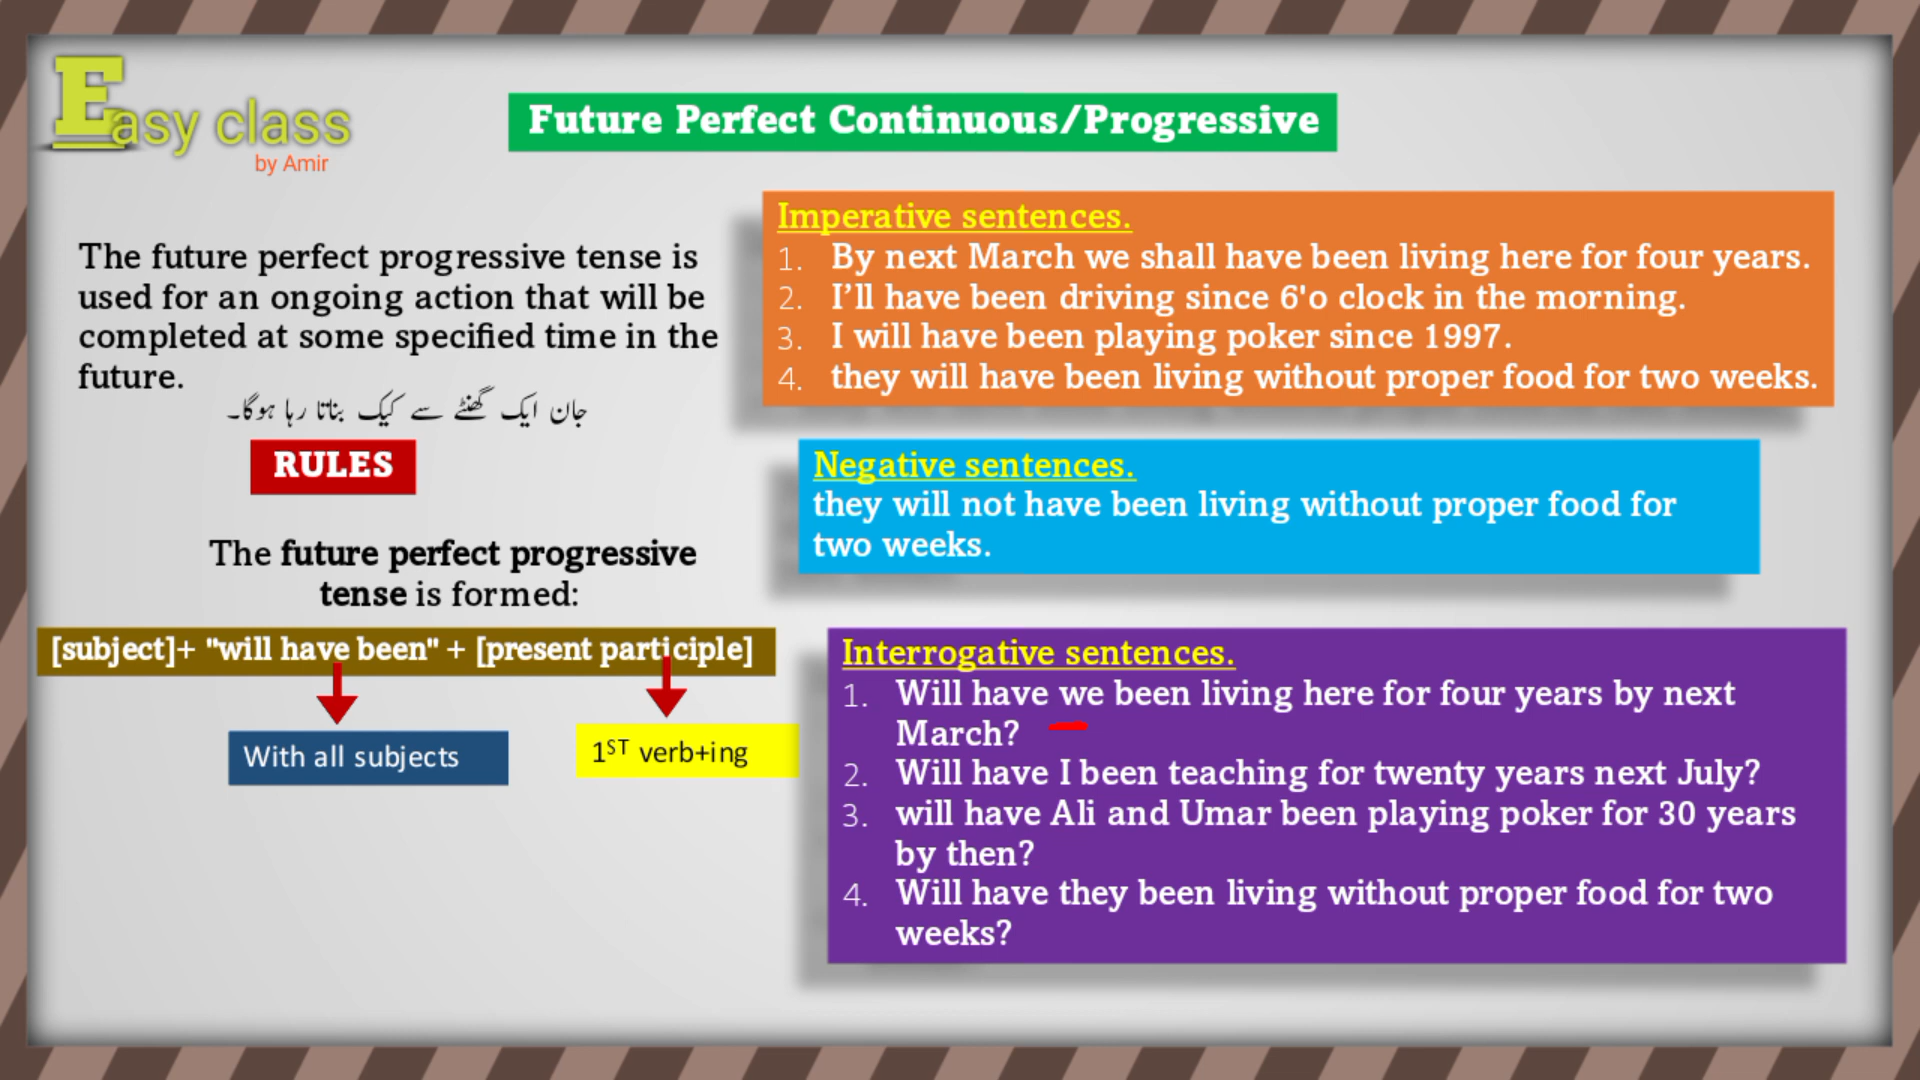 Easy class
by Amir
Future Perfect Continuous/Progressive
The future perfect progressive tense is
used for an ongoing action that will be
completed at some specified time in the
future.
جان ایک گھنٹے سے کیک بناتا رہا ہوگا۔
RULES
The future perfect progressive
tense is formed:
[subject]+ "will have been" + [present participle]
With all subjects
1ST verb+ing
Imperative sentences.
1. By next March we shall have been living here for four years.
2. I’ll have been driving since 6'o clock in the morning.
3. I will have been playing poker since 1997.
4. they will have been living without proper food for two weeks.
Negative sentences.
they will not have been living without proper food for
two weeks.
Interrogative sentences.
1. Will have we been living here for four years by next
March?
2. Will have I been teaching for twenty years next July?
3. will have Ali and Umar been playing poker for 30 years
by then?
4. Will have they been living without proper food for two
weeks?